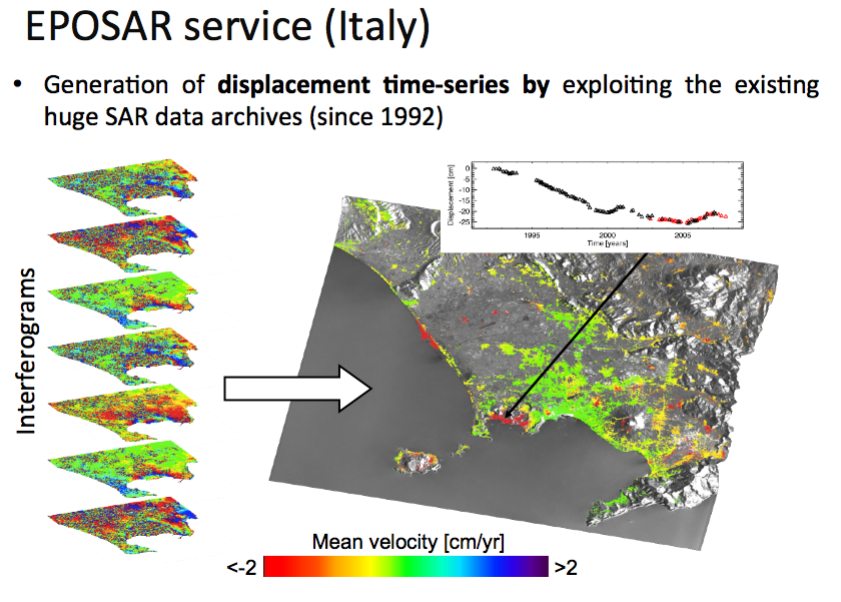 EPOSAR service (Italy)
• Generation of displacement time-series by exploiting the existing
huge SAR data archives (since 1992)
Interferograms
Displacement [cm]
0
-5
-10
-15
-20
-25
1995 2000 2005
Time [years]
Mean velocity [cm/yr]
<-2 >2